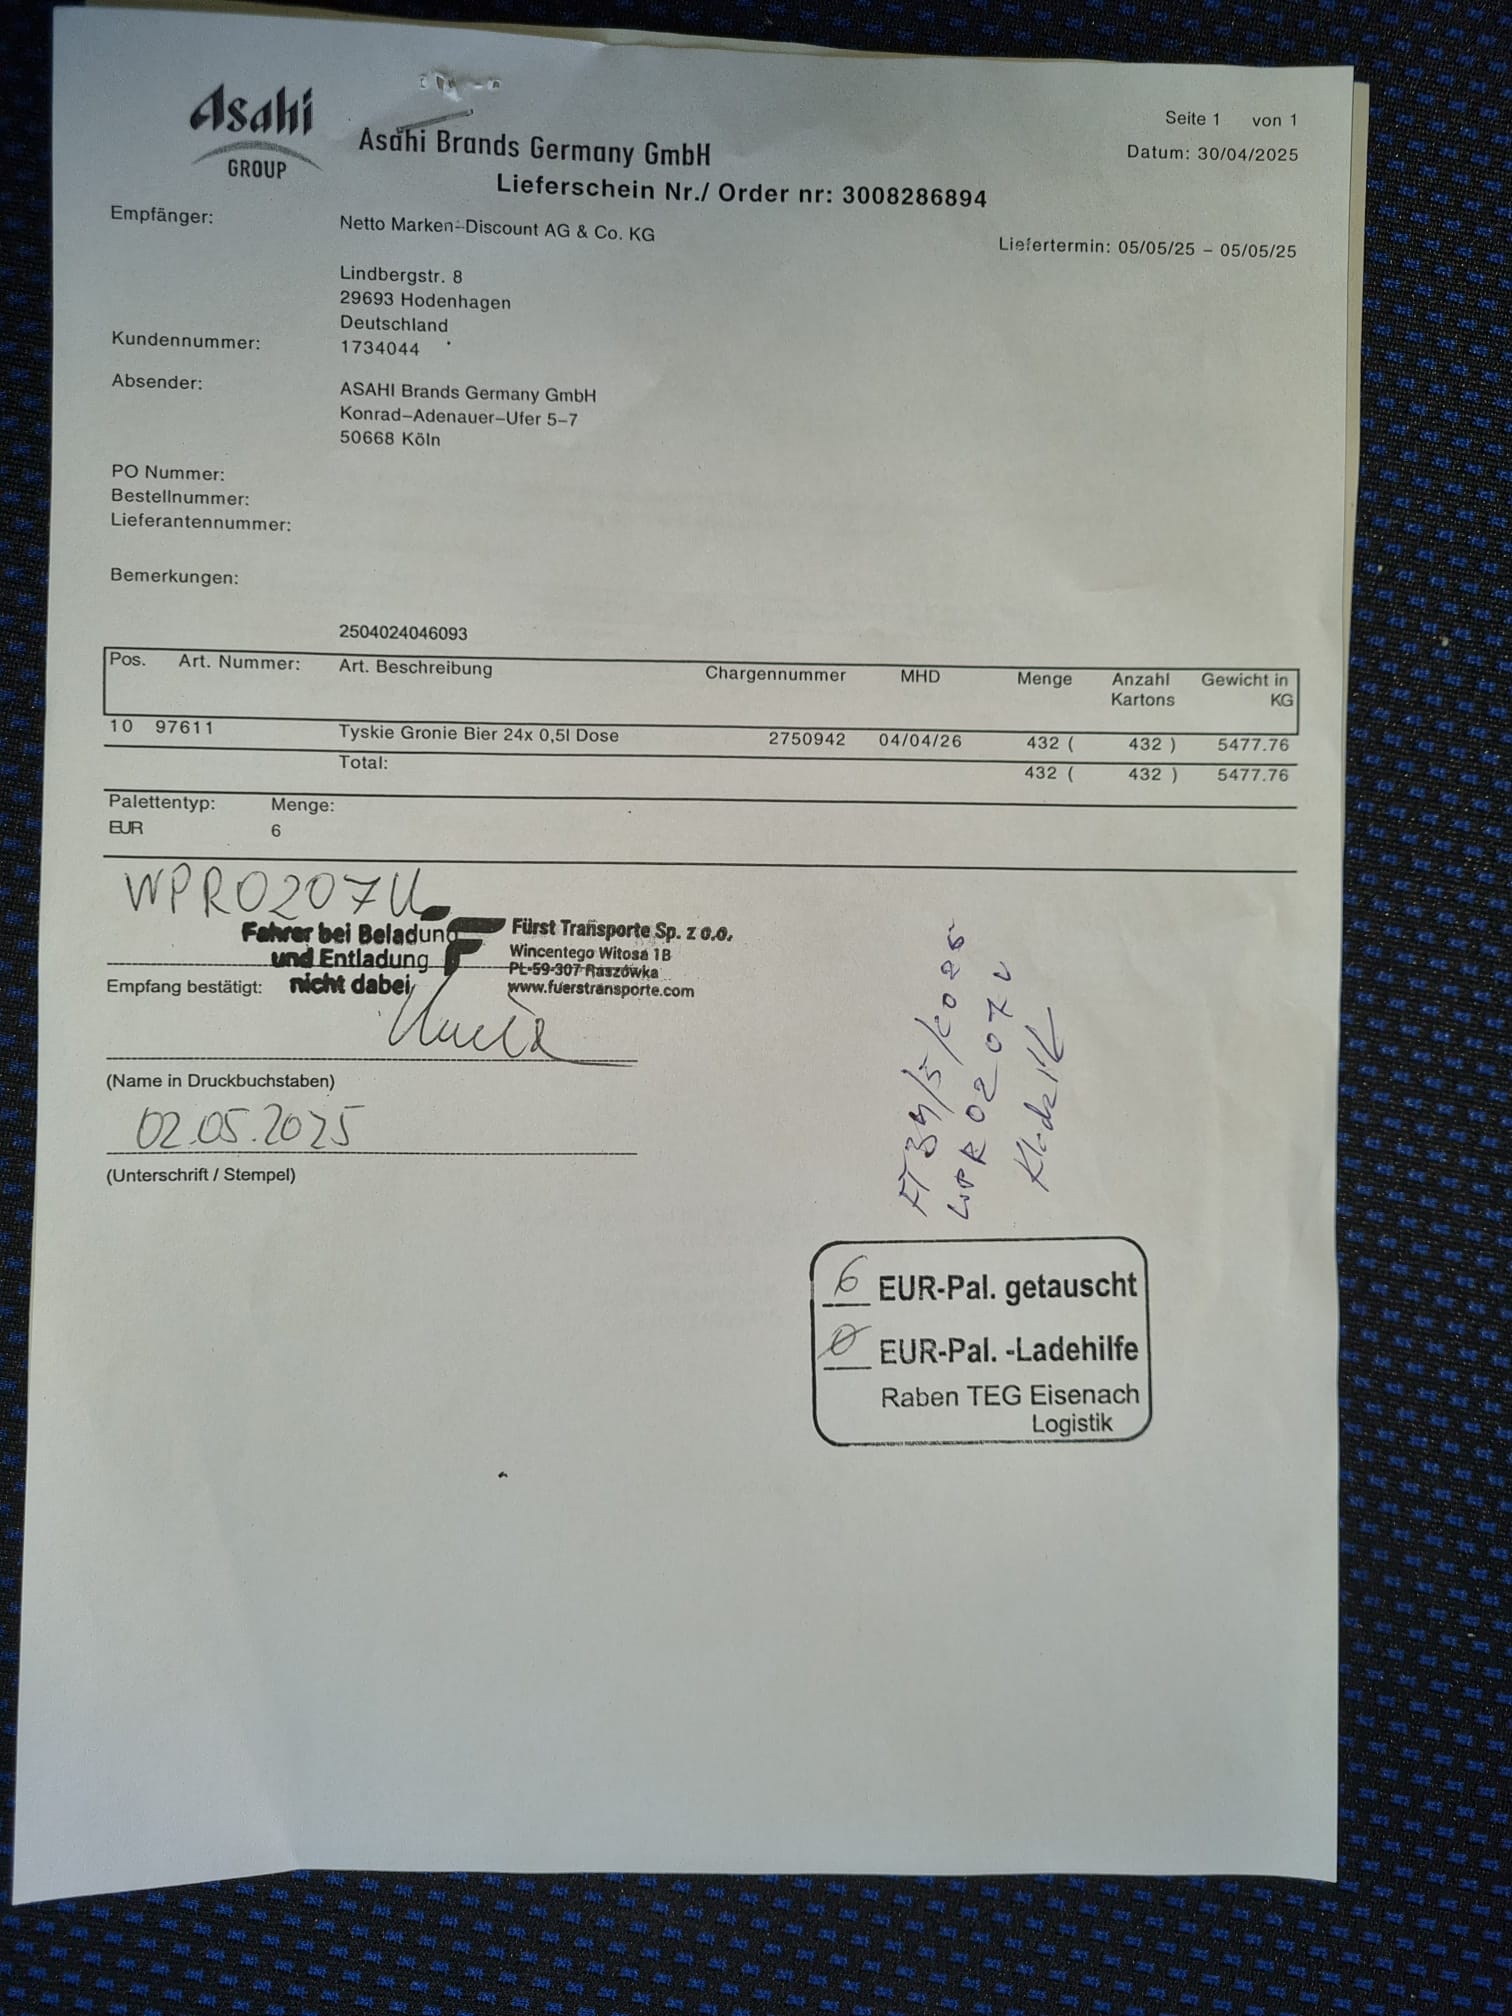 Asahi
GROUP
Asahi Brands Germany GmbH
Lieferschein Nr./ Order nr: 3008286894
Seite 1 von 1
Datum: 30/04/2025
Empfänger:
Netto Marken-Discount AG & Co. KG
Liefertermin: 05/05/25 - 05/05/25
Lindbergstr. 8
29693 Hodenhagen
Deutschland
Kundennummer: 1734044
Absender: ASAHI Brands Germany GmbH
Konrad-Adenauer-Ufer 5-7
50668 Köln
PO Nummer:
Bestellnummer:
Lieferantennummer:
Bemerkungen:
2504024046093
Pos. Art. Nummer: Art. Beschreibung Chargennummer MHD Menge Anzahl Kartons Gewicht in KG
10 97611 Tyskie Gronie Bier 24x 0,5l Dose 2750942 04/04/26 432 ( 432 ) 5477.76
Total: 432 ( 432 ) 5477.76
Palettentyp: Menge:
EUR 6
WPR0207U
Fahrer bei Beladung
und Entladung
nicht dabei
Fürst Transporte Sp. z o.o.
Wincentego Witosa 1B
PL-59-307 Raszówka
www.fuerstransporte.com
Empfang bestätigt:
(Name in Druckbuchstaben)
02.05.2025
(Unterschrift / Stempel)
WPR0207U
6 EUR-Pal. getauscht
0 EUR-Pal. -Ladehilfe
Raben TEG Eisenach
Logistik